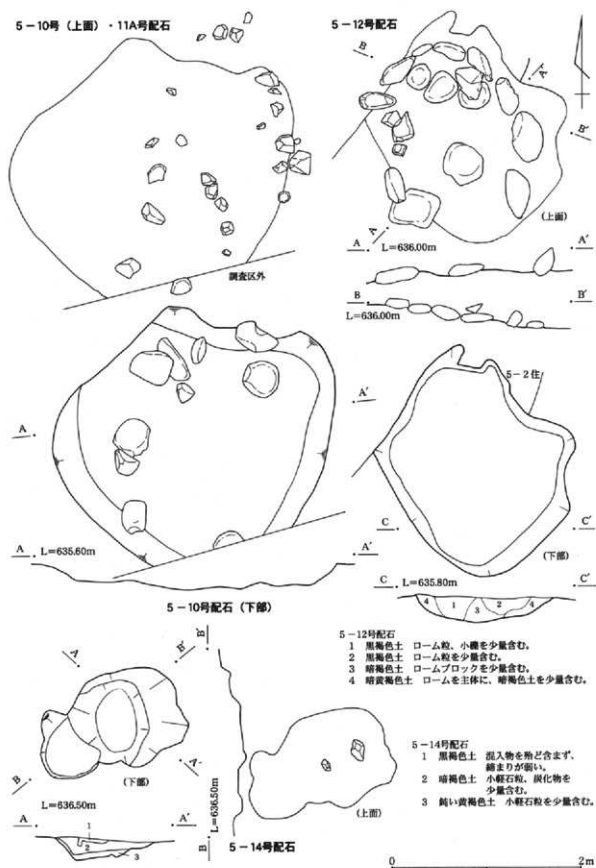 5－10号（上面）・11A号配石
調査区外
5－12号配石
B
A'
B'
A
（上面）
A L＝636.00m A'
B B'
L＝636.00m
A A'
A L＝635.60m A'
5－10号配石（下部）
5－2住
C C'
（下部）
C L＝635.80m C'
4 1 3 2 4
5－12号配石
1 黒褐色土 ローム粒、小礫を少量含む。
2 黒褐色土 ローム粒を少量含む。
3 暗褐色土 ロームブロックを少量含む。
4 暗黄褐色土 ロームを主体に、暗褐色土を少量含む。
A
B'
A'
B
（下部）
L＝636.50m
A A'
1
2
3
B'
L＝636.50m
B
（上面）
5－14号配石
5－14号配石
1 黒褐色土 混入物を殆ど含まず、
締まりが弱い。
2 暗褐色土 小軽石粒、炭化物を
少量含む。
3 鈍い黄褐色土 小軽石粒を少量含む。
0 2m